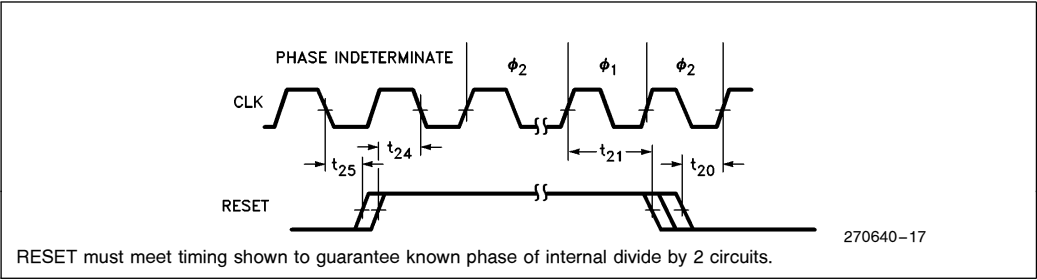 PHASE INDETERMINATE
ϕ2 ϕ1 ϕ2
CLK
t25 t24 t21 t20
RESET
270640–17
RESET must meet timing shown to guarantee known phase of internal divide by 2 circuits.